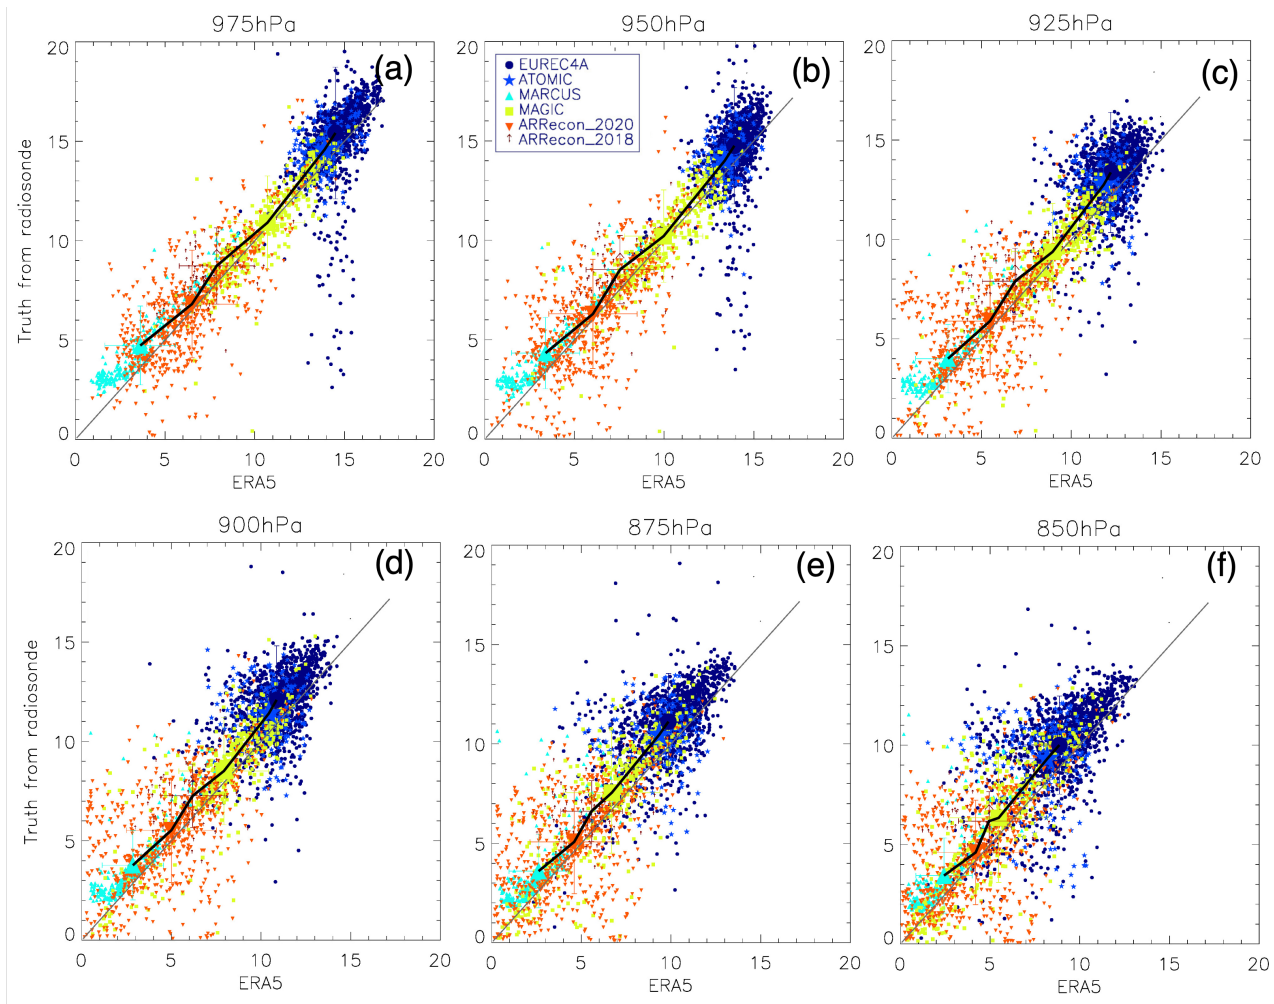 975hPa
950hPa
925hPa
(a)
(b)
(c)
EUREC4A
ATOMIC
MARCUS
MAGIC
ARRecon_2020
ARRecon_2018
Truth from radiosonde
20
15
10
5
0
20
15
10
5
0
20
15
10
5
0
0 5 10 15 20
0 5 10 15 20
0 5 10 15 20
ERA5
ERA5
ERA5
900hPa
875hPa
850hPa
(d)
(e)
(f)
Truth from radiosonde
20
15
10
5
0
20
15
10
5
0
20
15
10
5
0
0 5 10 15 20
0 5 10 15 20
0 5 10 15 20
ERA5
ERA5
ERA5